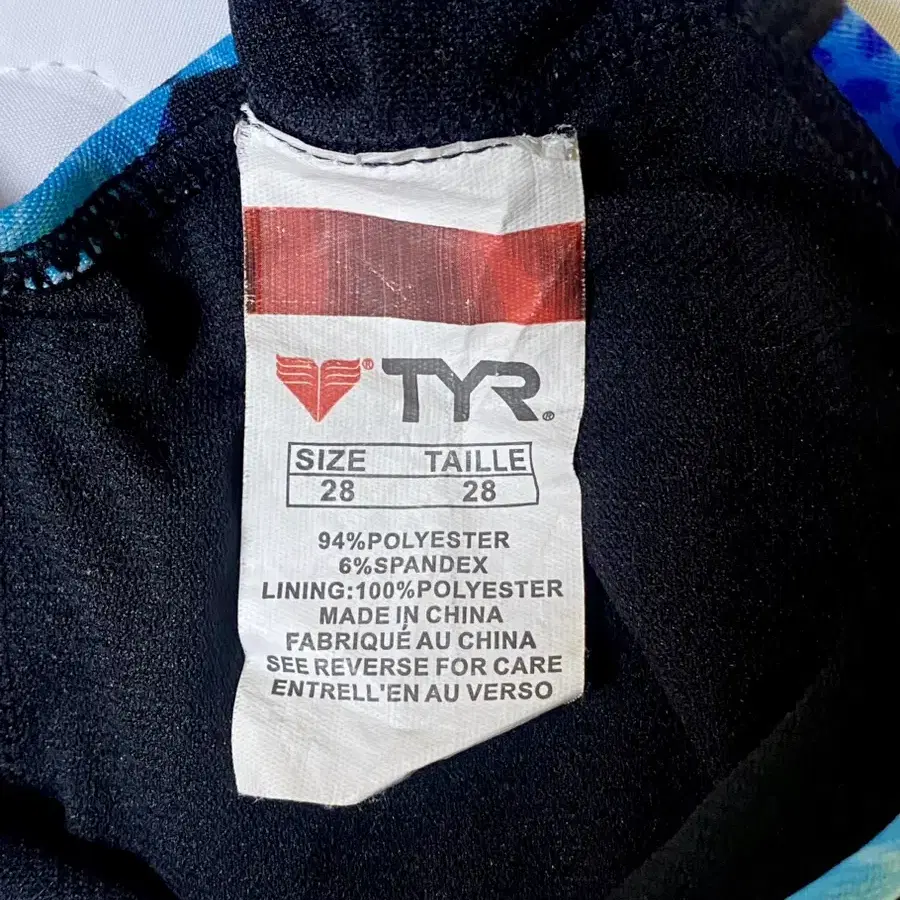 TYR
SIZE TAILLE
28 28
94%POLYESTER
6%SPANDEX
LINING:100%POLYESTER
MADE IN CHINA
FABRIQUÉ AU CHINA
SEE REVERSE FOR CARE
ENTRELL'EN AU VERSO